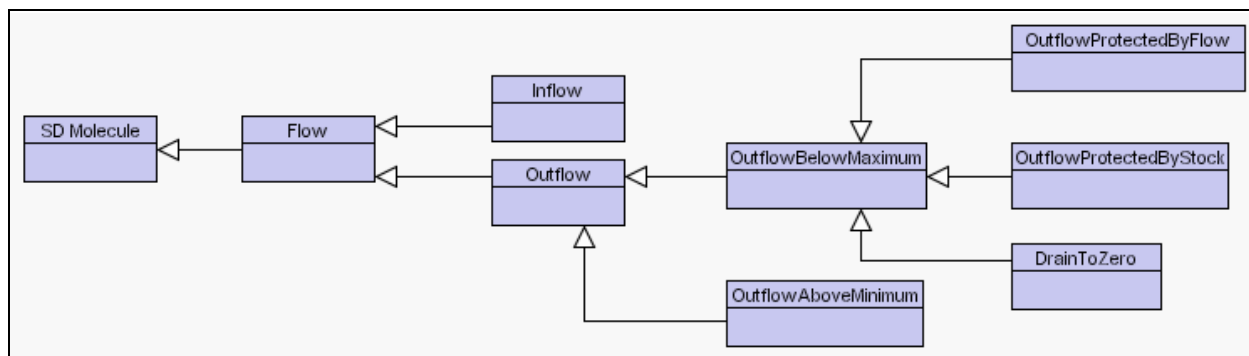 OutflowProtectedByFlow
Inflow
SD Molecule
Flow
OutflowBelowMaximum
OutflowProtectedByStock
Outflow
DrainToZero
OutflowAboveMinimum